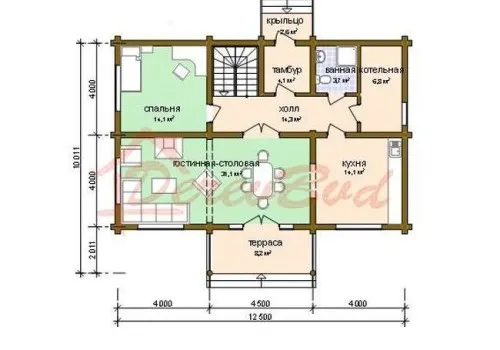 крыльцо
2,6 м²
тамбур
4,1 м²
ванная
3,7 м²
котельная
6,2 м²
спальня
14,1 м²
холл
14,3 м²
гостинная-столовая
31,1 м²
кухня
14,1 м²
терраса
8,2 м²
4 000
4 000
2 011
10 011
4 000
4 500
4 000
12 500
DerevBud